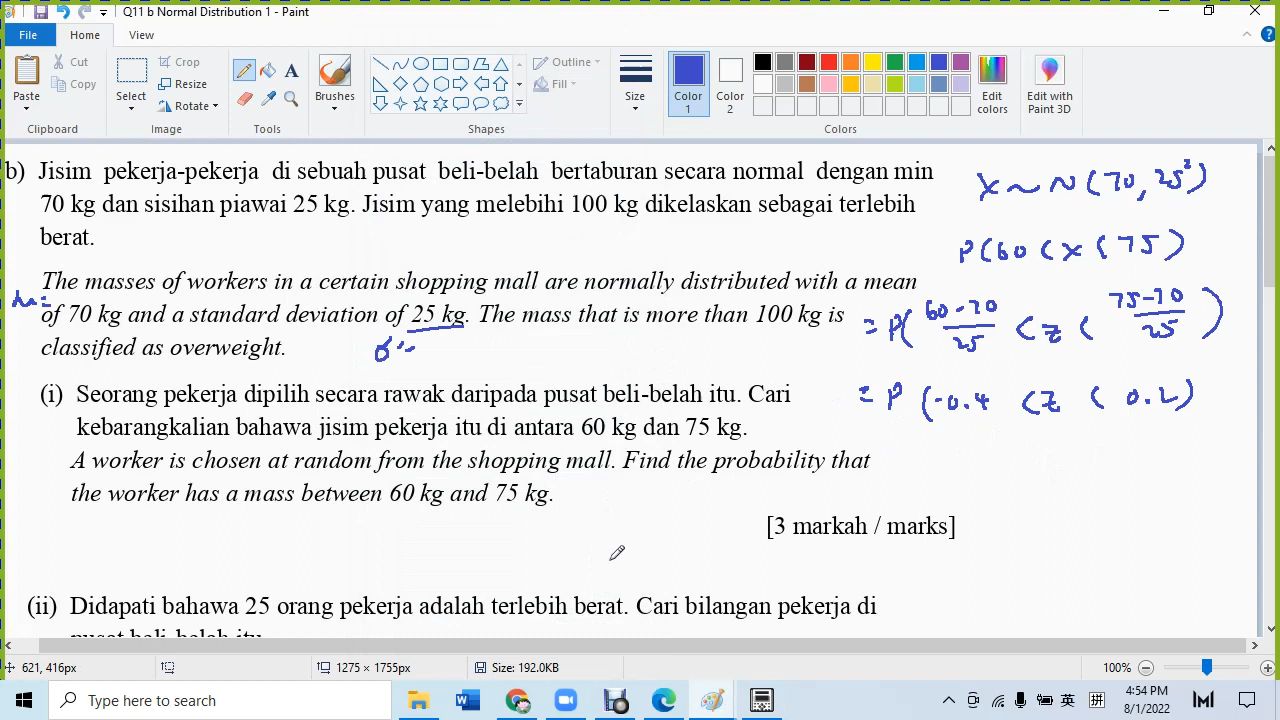 Q11 b Normal Distribution 1 - Paint
File Home View
Paste Cut Copy Clipboard
Select Crop Resize Rotate Image
A Tools
Brushes
Outline Fill Shapes
Size
Color 1 Color 2 Edit colors Colors
Edit with Paint 3D
b) Jisim pekerja-pekerja di sebuah pusat beli-belah bertaburan secara normal dengan min
70 kg dan sisihan piawai 25 kg. Jisim yang melebihi 100 kg dikelaskan sebagai terlebih
berat.
The masses of workers in a certain shopping mall are normally distributed with a mean
of 70 kg and a standard deviation of 25 kg. The mass that is more than 100 kg is
classified as overweight.
μ=
σ=
(i) Seorang pekerja dipilih secara rawak daripada pusat beli-belah itu. Cari
kebarangkalian bahawa jisim pekerja itu di antara 60 kg dan 75 kg.
A worker is chosen at random from the shopping mall. Find the probability that
the worker has a mass between 60 kg and 75 kg.
[3 markah / marks]
(ii) Didapati bahawa 25 orang pekerja adalah terlebih berat. Cari bilangan pekerja di
pusat beli-belah itu.
X ~ N (70, 25²)
P(60 < X < 75)
= P( 60-70/25 < Z < 75-70/25 )
= P (-0.4 < Z < 0.2)
621, 416px
1275 × 1755px
Size: 192.0KB
100%
Type here to search
英 拼
4:54 PM
8/1/2022